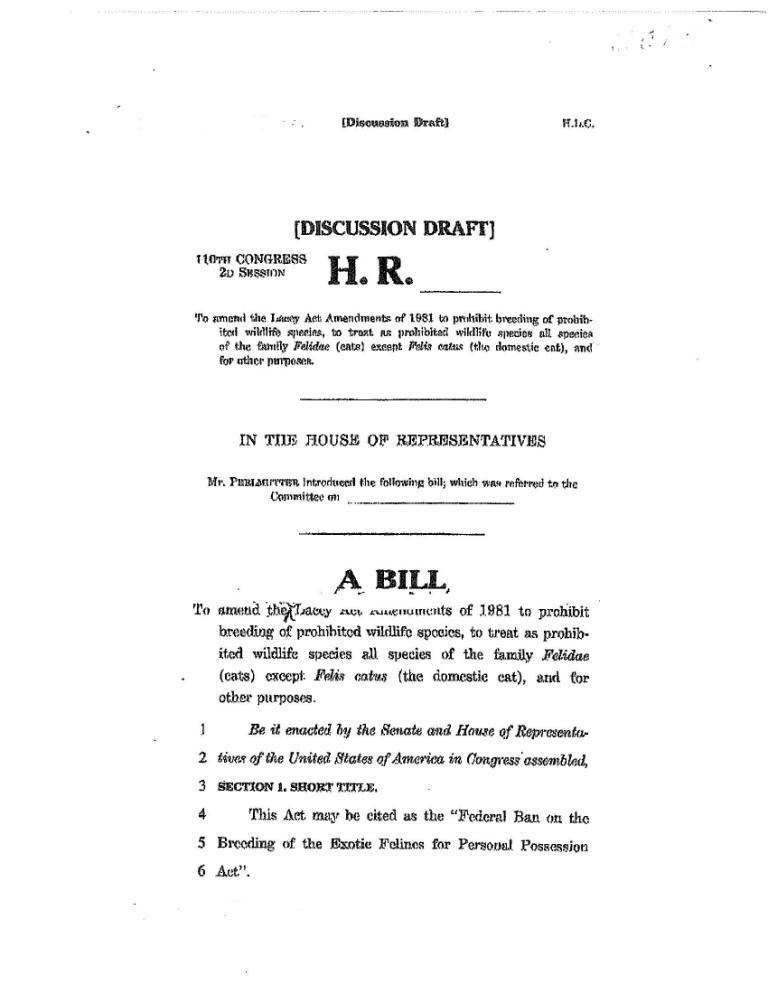 [Discussion Draft] H.L.C.
[DISCUSSION DRAFT]
110TH CONGRESS
2D SESSION
H. R.
To amend the Lacey Act Amendments of 1981 to prohibit breeding of prohib-
ited wildlife species, to treat as prohibited wildlife species all species
of the family Felidae (cats) except Felis catus (the domestic cat), and
for other purposes.
IN THE HOUSE OF REPRESENTATIVES
Mr. PERLMUTTER introduced the following bill; which was referred to the
Committee on
A BILL
To amend the Lacey Act Amendments of 1981 to prohibit
breeding of prohibited wildlife species, to treat as prohib-
ited wildlife species all species of the family Felidae
(cats) except Felis catus (the domestic cat), and for
other purposes.
1 Be it enacted by the Senate and House of Representa-
2 tives of the United States of America in Congress assembled,
3 SECTION 1. SHORT TITLE.
4 This Act may be cited as the "Federal Ban on the
5 Breeding of the Exotic Felines for Personal Possession
6 Act".